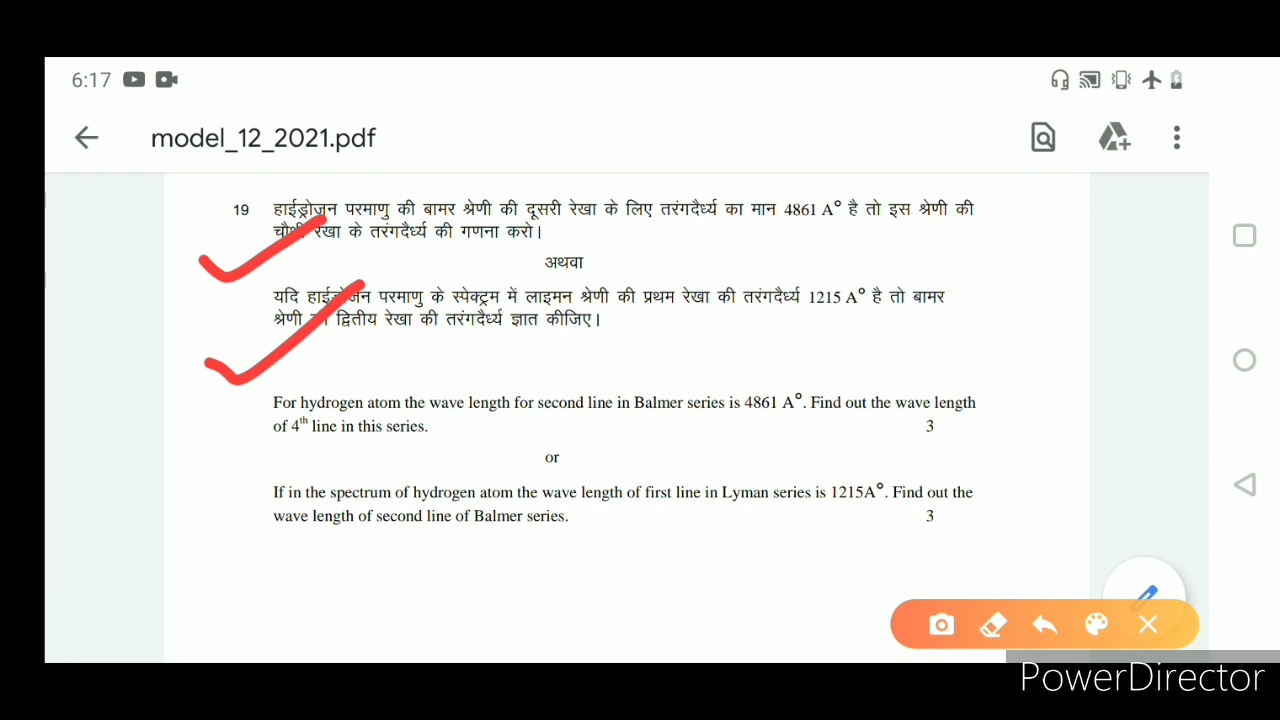 6:17
model_12_2021.pdf
19 हाईड्रोजन परमाणु की बामर श्रेणी की दूसरी रेखा के लिए तरंगदैर्ध्य का मान 4861 A° है तो इस श्रेणी की
चौथी रेखा के तरंगदैर्ध्य की गणना करो।
अथवा
यदि हाईड्रोजन परमाणु के स्पेक्ट्रम में लाइमन श्रेणी की प्रथम रेखा की तरंगदैर्ध्य 1215 A° है तो बामर
श्रेणी की द्वितीय रेखा की तरंगदैर्ध्य ज्ञात कीजिए।
For hydrogen atom the wave length for second line in Balmer series is 4861 A°. Find out the wave length
of 4th line in this series. 3
or
If in the spectrum of hydrogen atom the wave length of first line in Lyman series is 1215A°. Find out the
wave length of second line of Balmer series. 3
PowerDirector